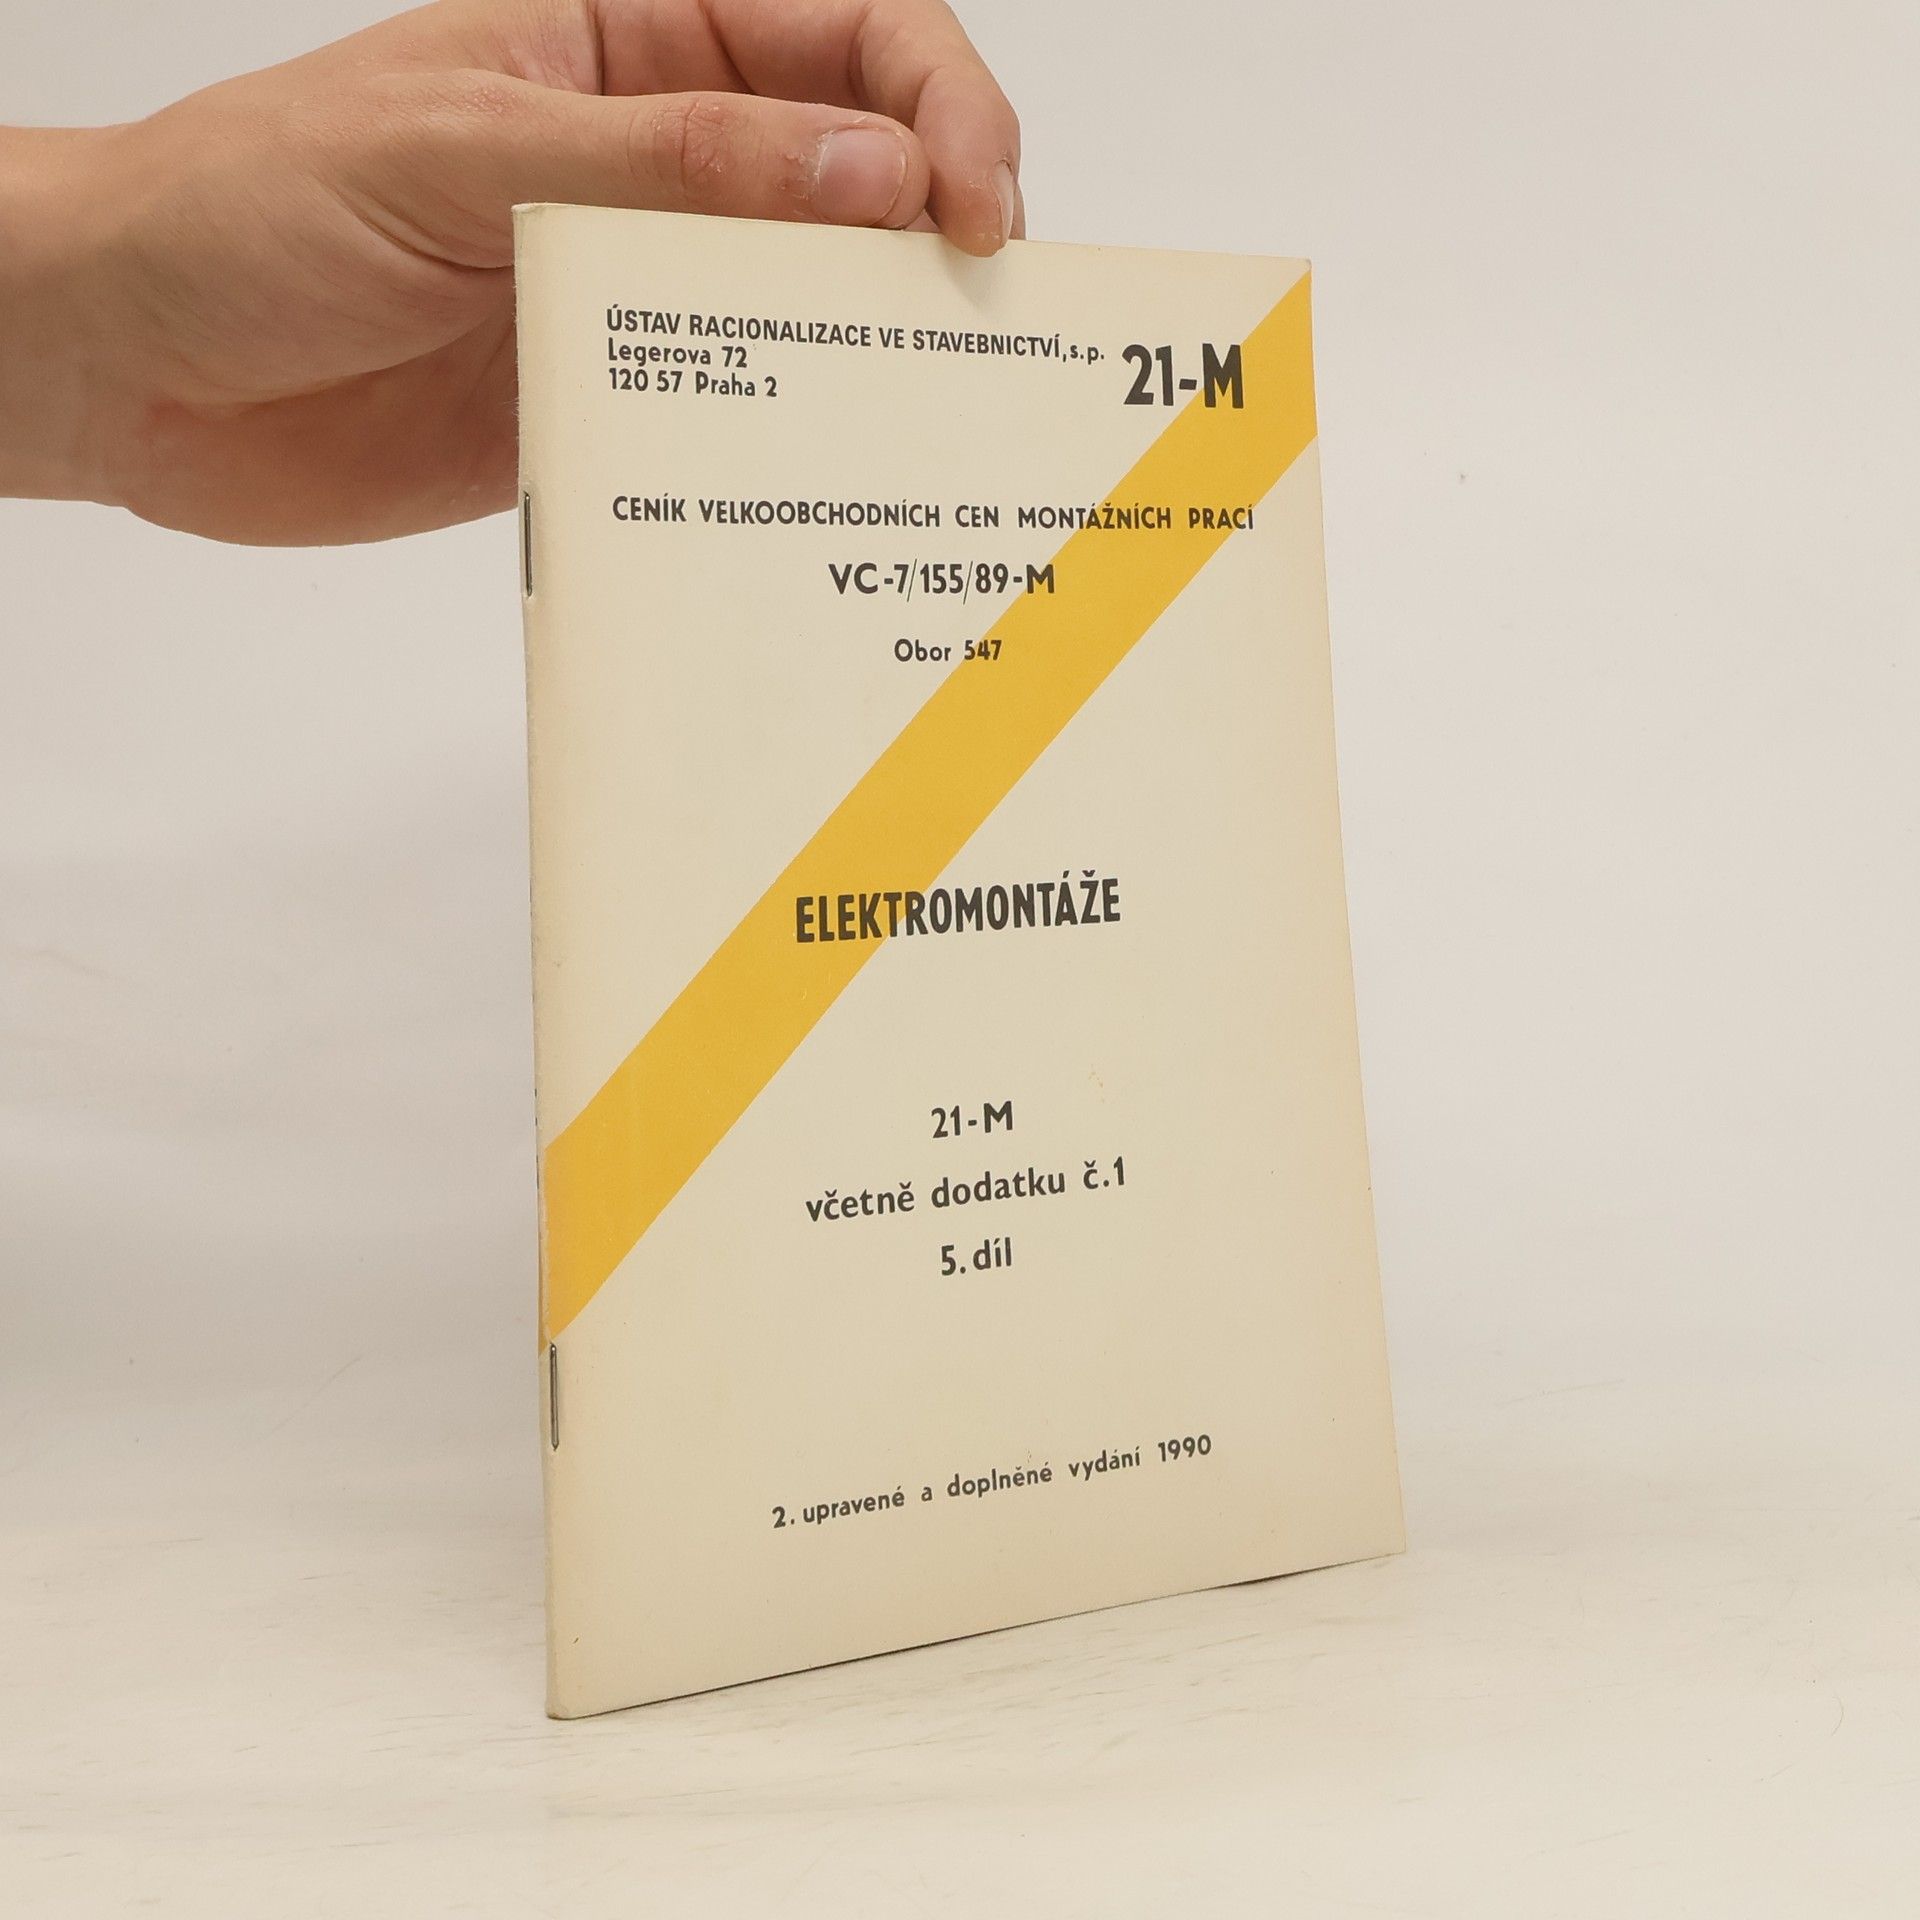 ÚSTAV RACIONALIZACE VE STAVEBNICTVÍ, s.p.
Legerova 72
120 57 Praha 2
21-M
CENÍK VELKOOBCHODNÍCH CEN MONTÁŽNÍCH PRACÍ
VC-7/155/89-M
Obor 547
ELEKTROMONTÁŽE
21-M
včetně dodatku č.1
5. díl
2. upravené a doplněné vydání 1990